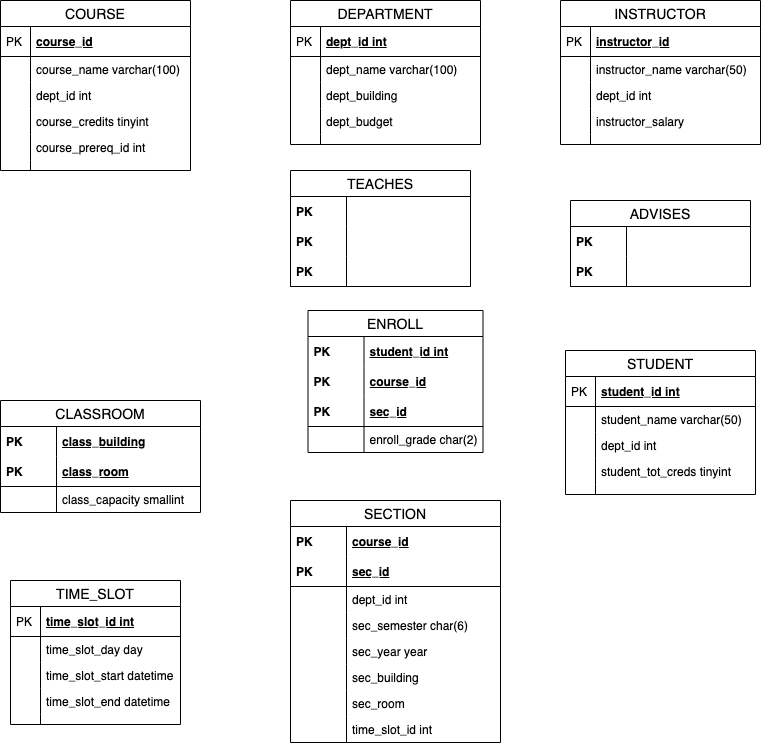 COURSE
PK course_id
course_name varchar(100)
dept_id int
course_credits tinyint
course_prereq_id int
DEPARTMENT
PK dept_id int
dept_name varchar(100)
dept_building
dept_budget
INSTRUCTOR
PK instructor_id
instructor_name varchar(50)
dept_id int
instructor_salary
TEACHES
PK
PK
PK
ADVISES
PK
PK
ENROLL
PK student_id int
PK course_id
PK sec_id
enroll_grade char(2)
STUDENT
PK student_id int
student_name varchar(50)
dept_id int
student_tot_creds tinyint
CLASSROOM
PK class_building
PK class_room
class_capacity smallint
SECTION
PK course_id
PK sec_id
dept_id int
sec_semester char(6)
sec_year year
sec_building
sec_room
time_slot_id int
TIME_SLOT
PK time_slot_id int
time_slot_day day
time_slot_start datetime
time_slot_end datetime